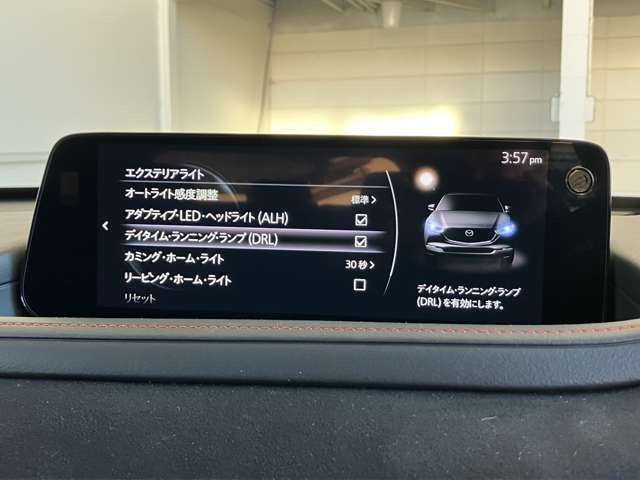 3:57 pm
エクステリアライト
オートライト感度調整 標準 >
アダプティブ・LED・ヘッドライト(ALH) ☑
デイタイム・ランニング・ランプ(DRL) ☑
カミング・ホーム・ライト 30 秒 >
リービング・ホーム・ライト ☐
リセット
デイタイム・ランニング・ランプ
(DRL)を有効にします。